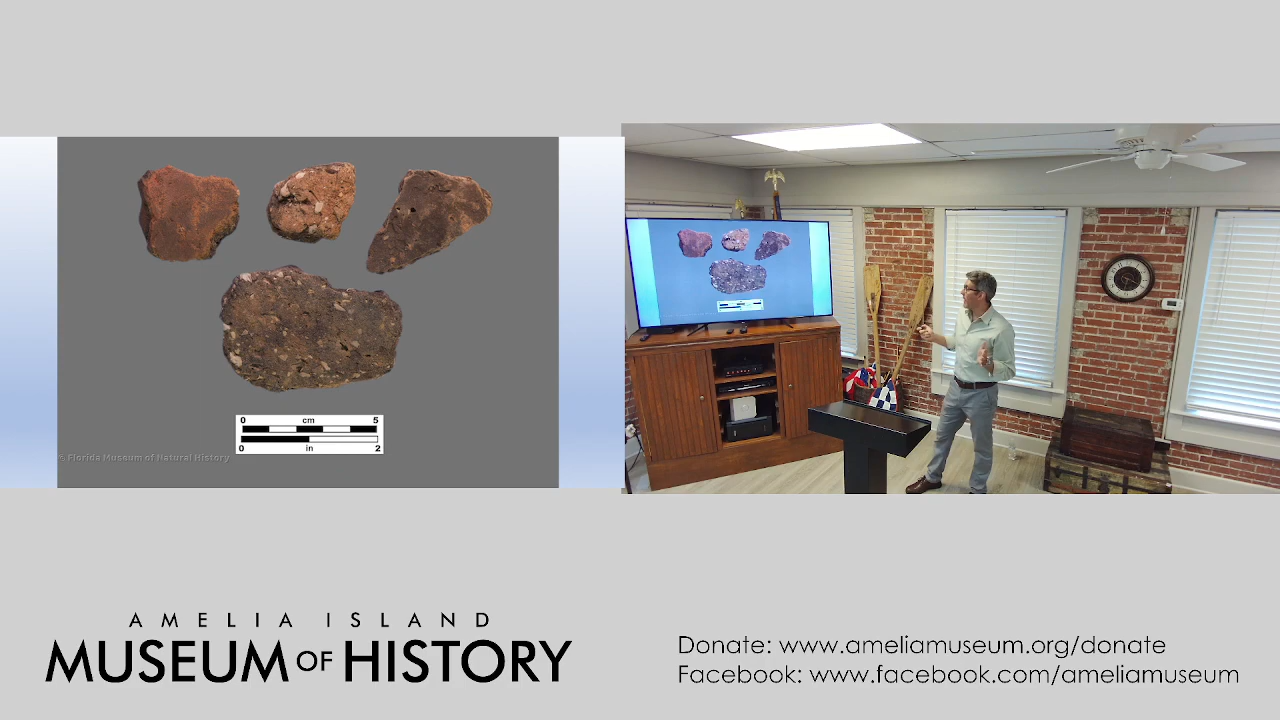 0 cm 5
0 in 2
© Florida Museum of Natural History
AMELIA ISLAND
MUSEUM OF HISTORY
Donate: www.ameliamuseum.org/donate
Facebook: www.facebook.com/ameliamuseum